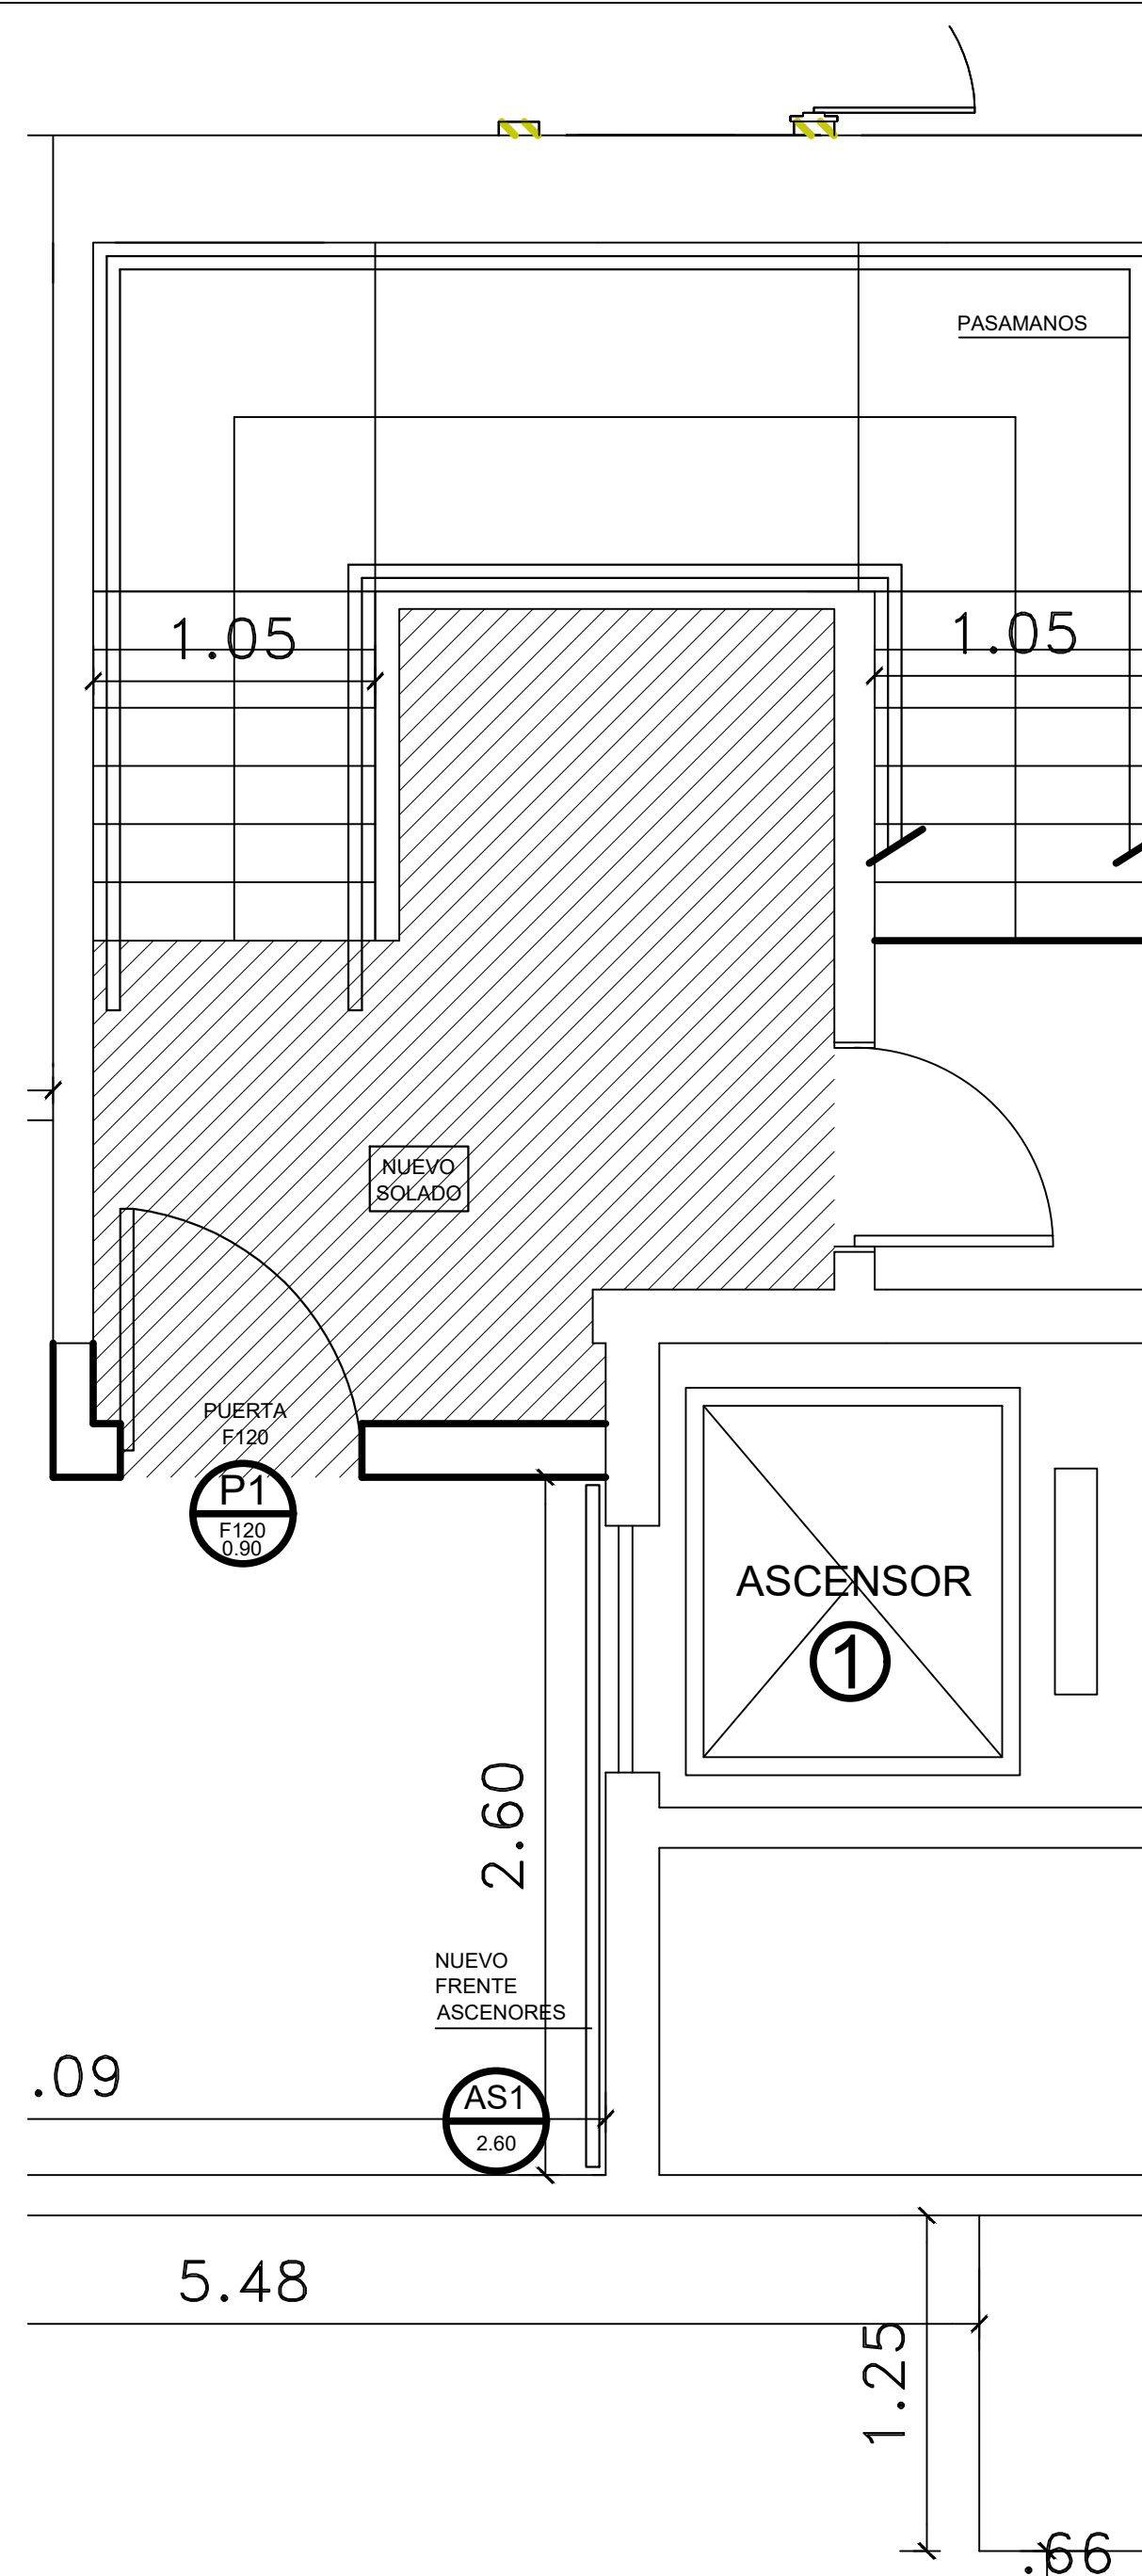 PASAMANOS
1.05
1.05
NUEVO
SOLADO
PUERTA
F120
P1
F120
0.90
ASCENSOR
1
2.60
NUEVO
FRENTE
ASCENORES
.09
AS1
2.60
5.48
1.25
.66